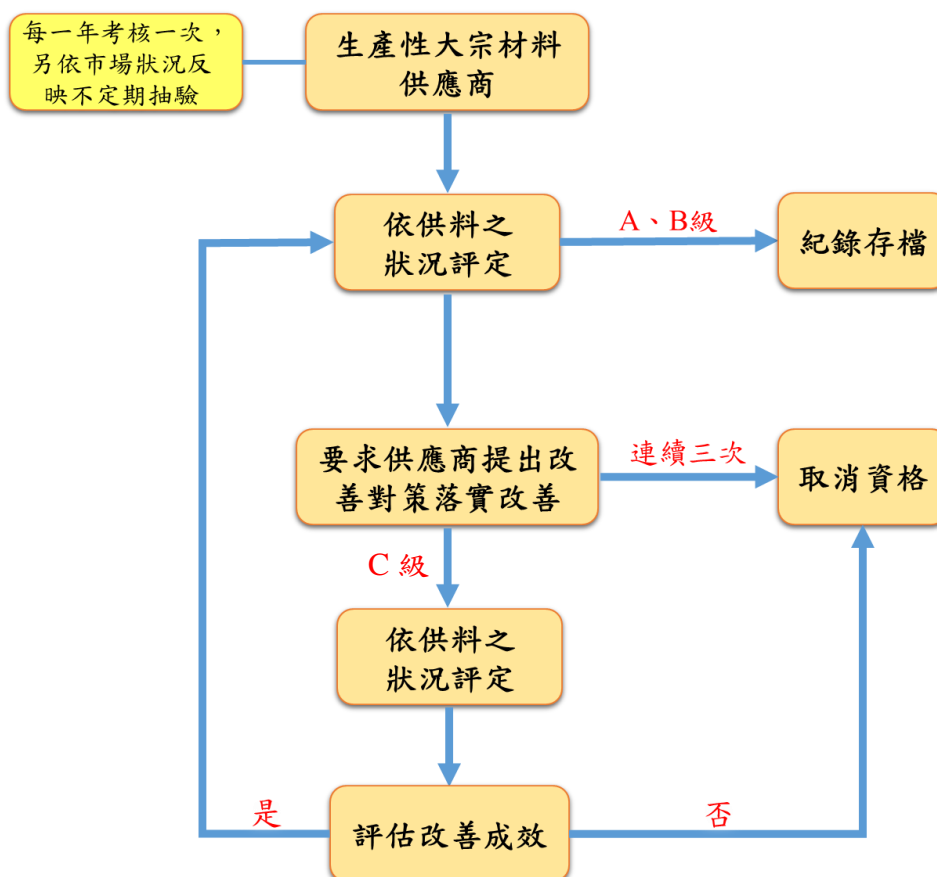 每一年考核一次，
另依市場狀況反
映不定期抽驗
生產性大宗材料
供應商
依供料之
狀況評定
A、B級
紀錄存檔
要求供應商提出改
善對策落實改善
連續三次
取消資格
C 級
依供料之
狀況評定
是
評估改善成效
否